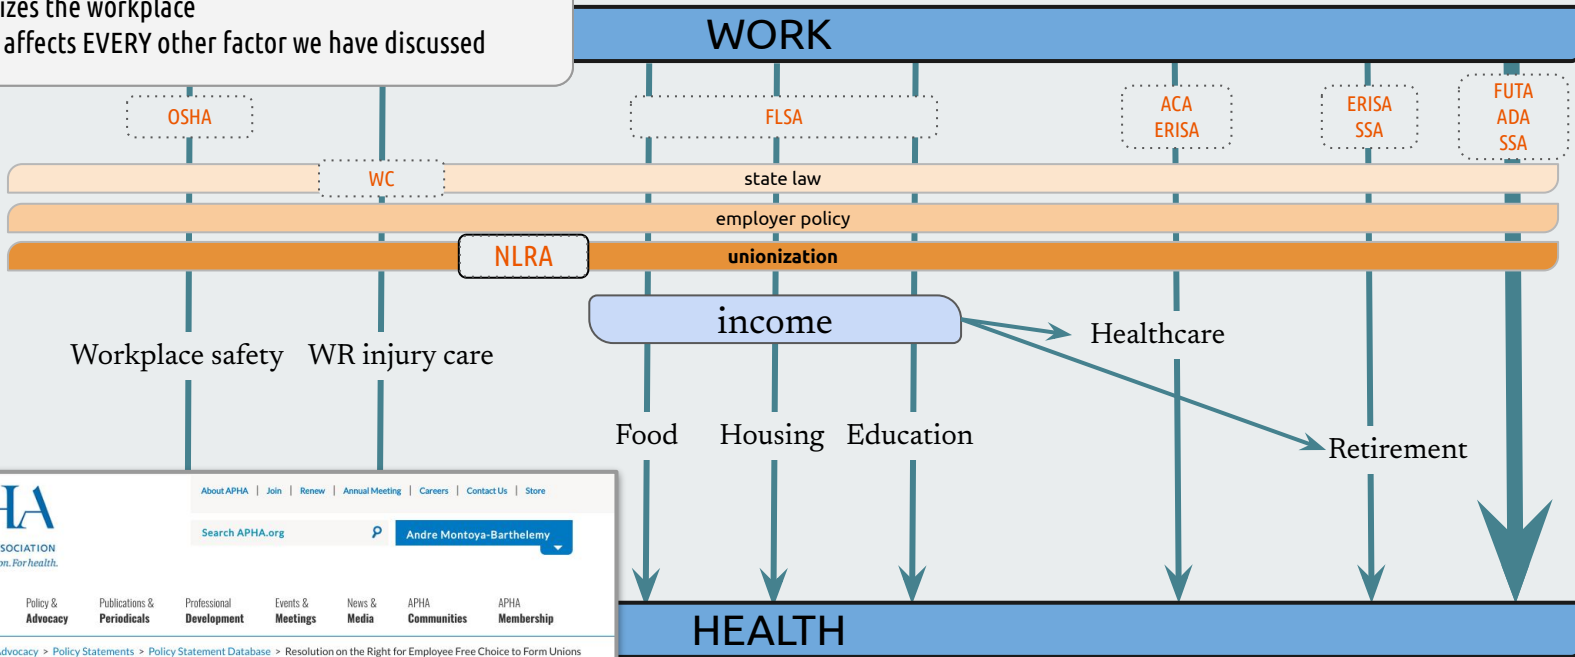 izes the workplace
affects EVERY other factor we have discussed
WORK
OSHA
FLSA
ACA
ERISA
ERISA
SSA
FUTA
ADA
SSA
WC
state law
employer policy
NLRA
unionization
income
Workplace safety
WR injury care
Healthcare
Food
Housing
Education
Retirement
HA
SOCIATION
on. For health.
About APHA | Join | Renew | Annual Meeting | Careers | Contact Us | Store
Search APHA.org
Andre Montoya-Barthelemy
Policy &
Advocacy
Publications &
Periodicals
Professional
Development
Events &
Meetings
News &
Media
APHA
Communities
APHA
Membership
Advocacy > Policy Statements > Policy Statement Database > Resolution on the Right for Employee Free Choice to Form Unions
HEALTH